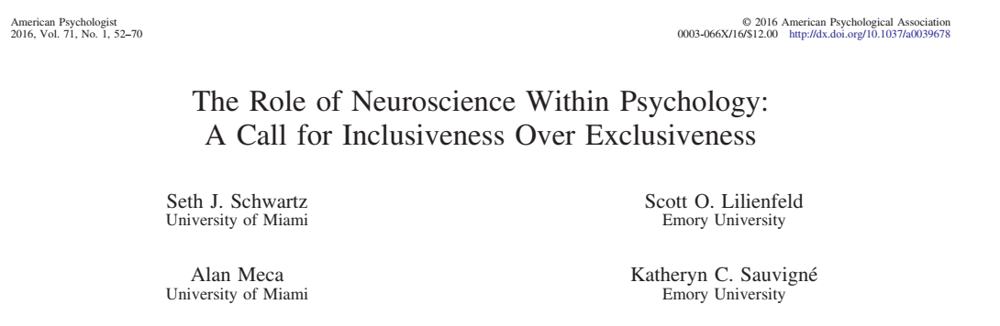 American Psychologist
2016, Vol. 71, No. 1, 52–70
© 2016 American Psychological Association
0003-066X/16/$12.00 http://dx.doi.org/10.1037/a0039678
The Role of Neuroscience Within Psychology:
A Call for Inclusiveness Over Exclusiveness
Seth J. Schwartz
University of Miami
Scott O. Lilienfeld
Emory University
Alan Meca
University of Miami
Katheryn C. Sauvigné
Emory University